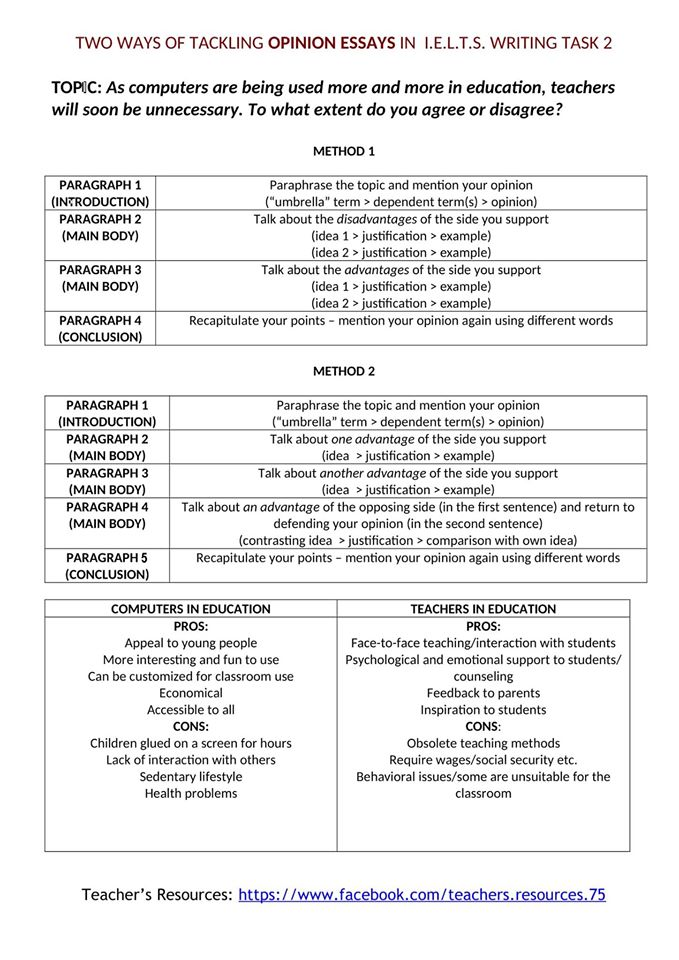 TWO WAYS OF TACKLING OPINION ESSAYS IN I.E.L.T.S. WRITING TASK 2
TOP▯C: As computers are being used more and more in education, teachers
will soon be unnecessary. To what extent do you agree or disagree?
METHOD 1
PARAGRAPH 1
(INTRODUCTION)
Paraphrase the topic and mention your opinion
(“umbrella” term > dependent term(s) > opinion)
PARAGRAPH 2
(MAIN BODY)
Talk about the disadvantages of the side you support
(idea 1 > justification > example)
(idea 2 > justification > example)
PARAGRAPH 3
(MAIN BODY)
Talk about the advantages of the side you support
(idea 1 > justification > example)
(idea 2 > justification > example)
PARAGRAPH 4
(CONCLUSION)
Recapitulate your points – mention your opinion again using different words
METHOD 2
PARAGRAPH 1
(INTRODUCTION)
Paraphrase the topic and mention your opinion
(“umbrella” term > dependent term(s) > opinion)
PARAGRAPH 2
(MAIN BODY)
Talk about one advantage of the side you support
(idea > justification > example)
PARAGRAPH 3
(MAIN BODY)
Talk about another advantage of the side you support
(idea > justification > example)
PARAGRAPH 4
(MAIN BODY)
Talk about an advantage of the opposing side (in the first sentence) and return to
defending your opinion (in the second sentence)
(contrasting idea > justification > comparison with own idea)
PARAGRAPH 5
(CONCLUSION)
Recapitulate your points – mention your opinion again using different words
COMPUTERS IN EDUCATION
PROS:
Appeal to young people
More interesting and fun to use
Can be customized for classroom use
Economical
Accessible to all
CONS:
Children glued on a screen for hours
Lack of interaction with others
Sedentary lifestyle
Health problems
TEACHERS IN EDUCATION
PROS:
Face-to-face teaching/interaction with students
Psychological and emotional support to students/
counseling
Feedback to parents
Inspiration to students
CONS:
Obsolete teaching methods
Require wages/social security etc.
Behavioral issues/some are unsuitable for the
classroom
Teacher’s Resources: https://www.facebook.com/teachers.resources.75